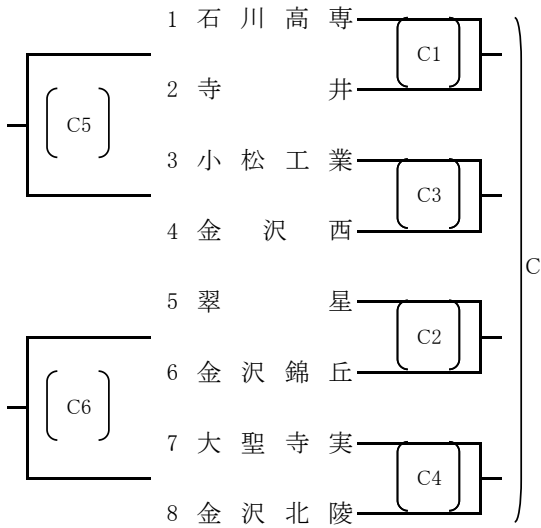 1 石川高専
C1
2 寺井
C5
3 小松工業
C3
4 金沢西
C
5 翠星
C2
6 金沢錦丘
C6
7 大聖寺実
C4
8 金沢北陵